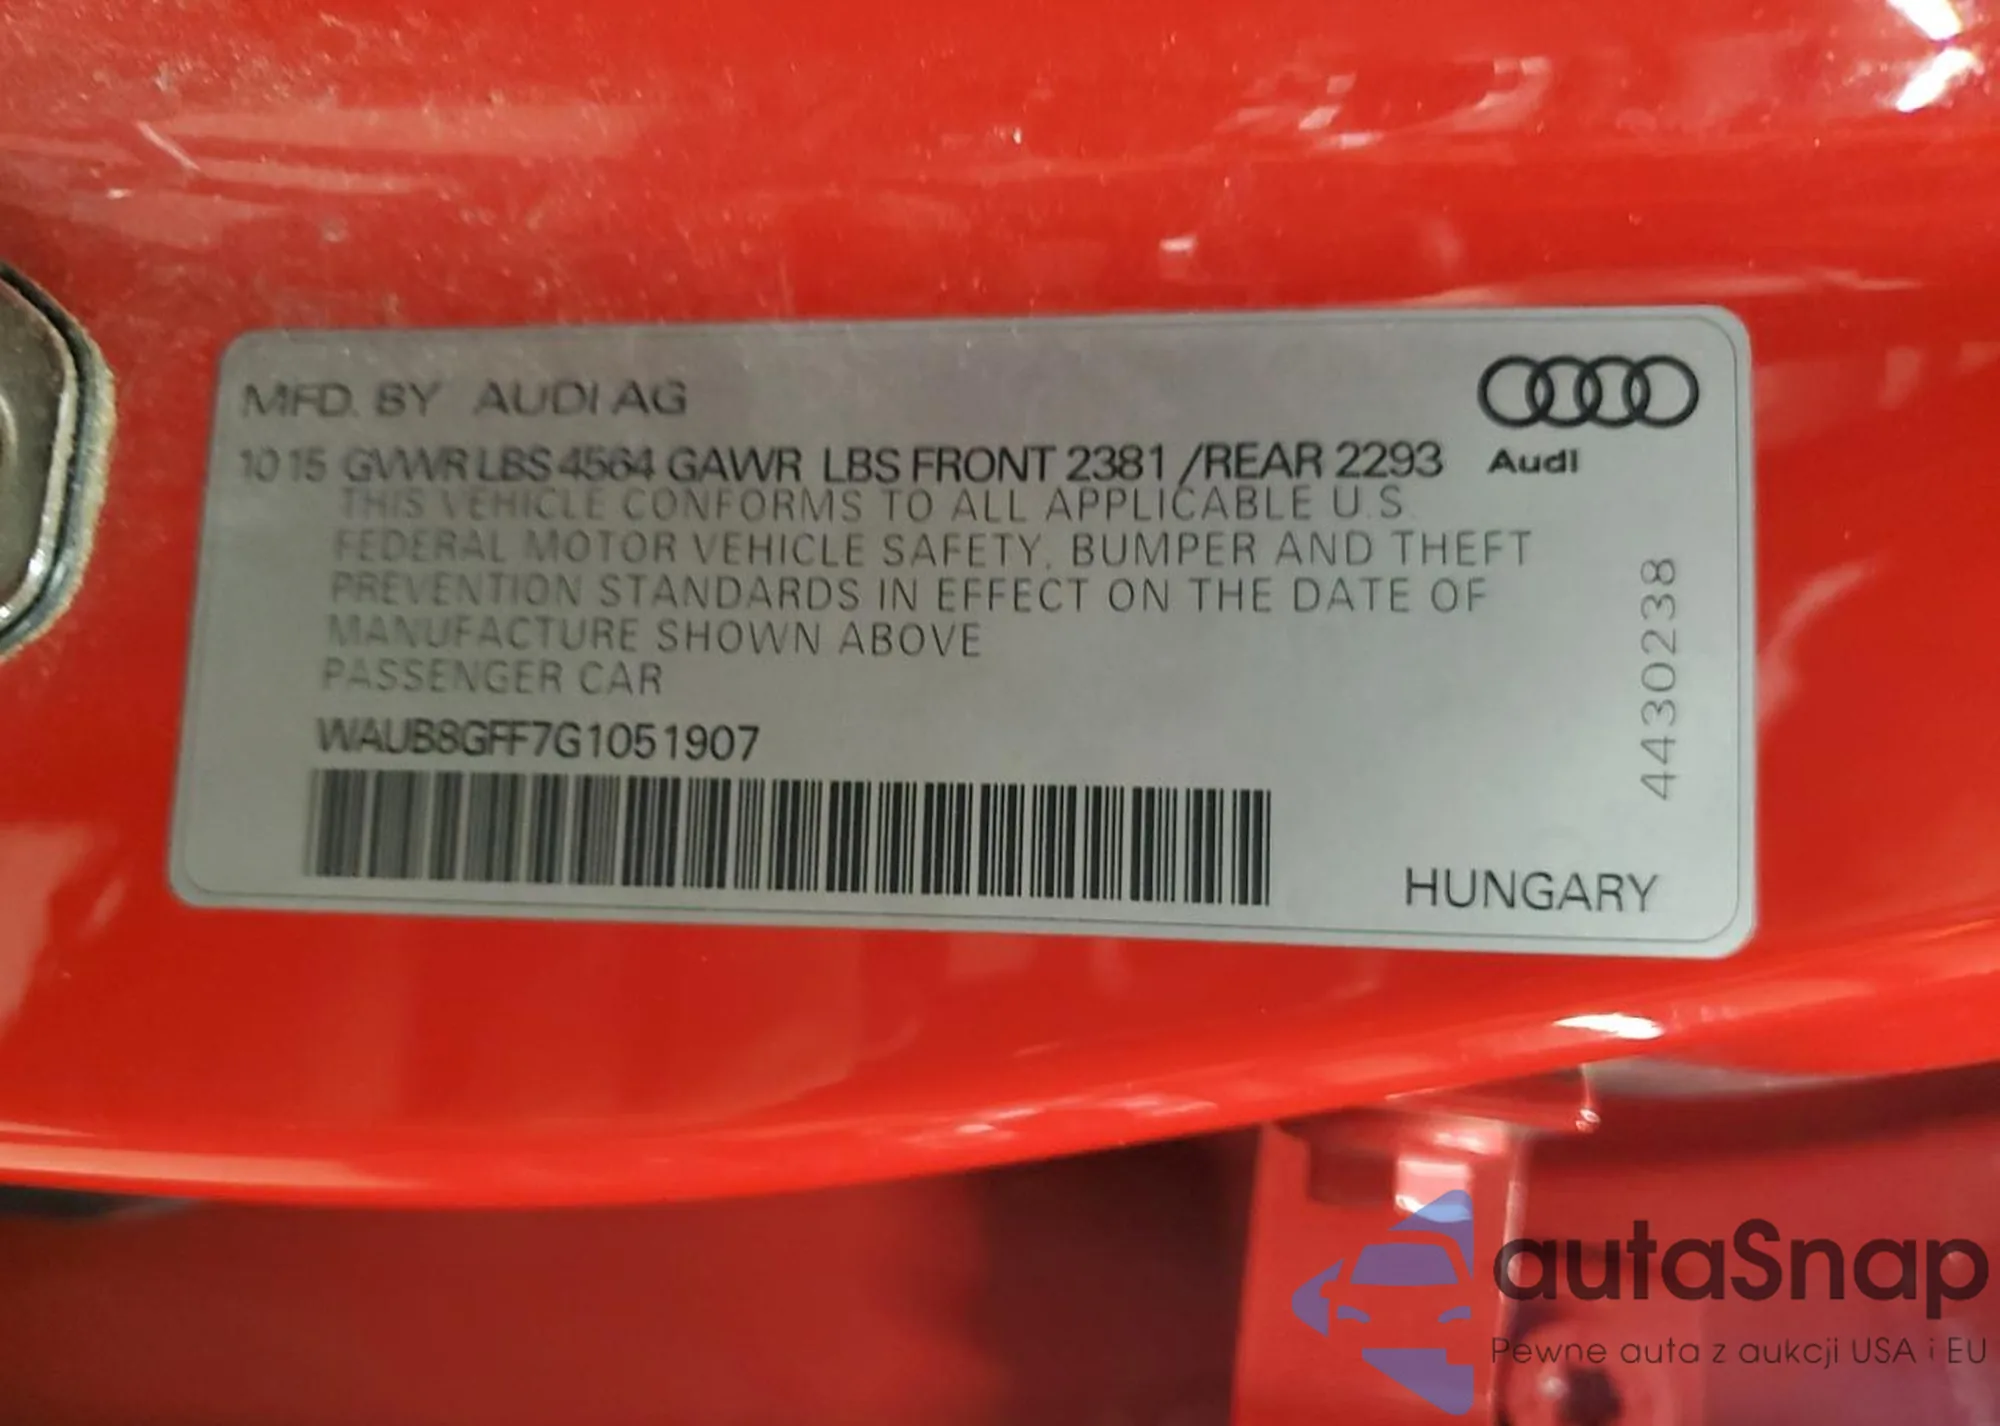 MFD. BY AUDI AG
10 15 GVWR LBS 4564 GAWR LBS FRONT 2381 /REAR 2293
Audi
THIS VEHICLE CONFORMS TO ALL APPLICABLE U.S
FEDERAL MOTOR VEHICLE SAFETY, BUMPER AND THEFT
PREVENTION STANDARDS IN EFFECT ON THE DATE OF
MANUFACTURE SHOWN ABOVE
PASSENGER CAR
WAUB8GFF7G1051907
4430238
HUNGARY
autaSnap
Pewne auta z aukcji USA i EU